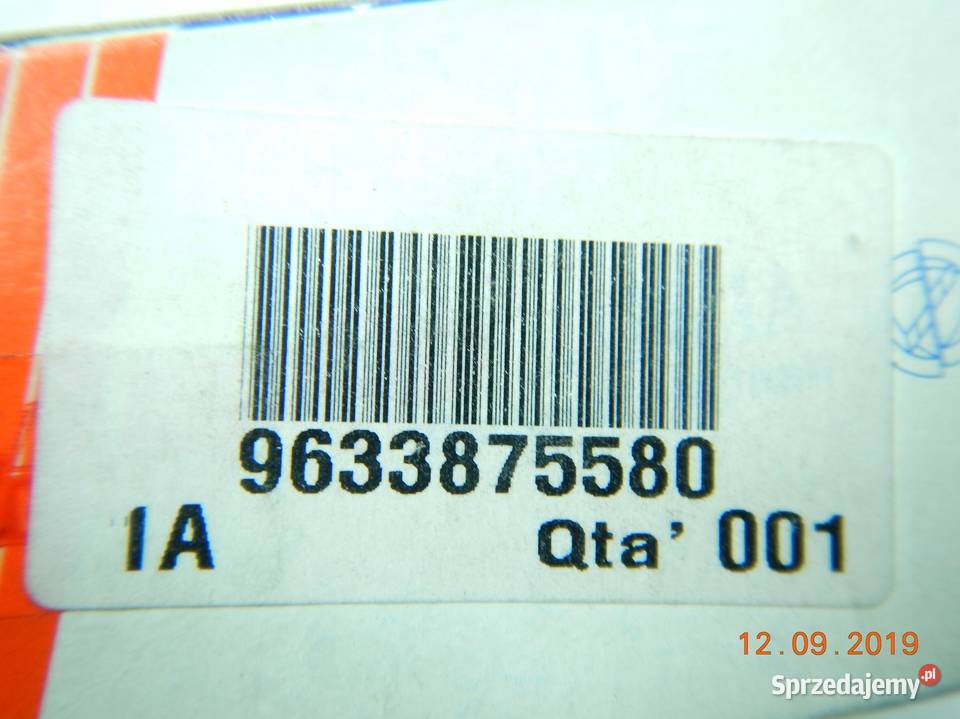 9633875580
1A Qta' 001
12.09.2019
Sprzedajemy.pl